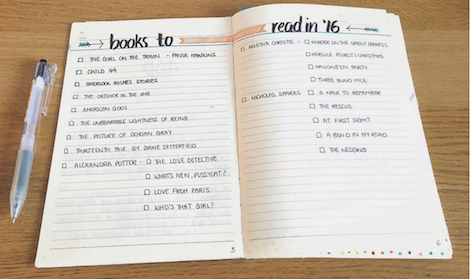 books to
THE GIRL ON THE TRAIN - PAULA HAWKINS
CHILD 44
SHERLOCK HOLMES STORIES
THE CATCHER IN THE RYE
AMERICAN GODS
THE UNBEARABLE LIGHTNESS OF BEING
THE PICTURE OF DORIAN GRAY
THIRTEENTH TALE BY DIANE SETTERFIELD
ALEXANDRA POTTER - THE LOVE DETECTIVE
WHAT'S NEW, PUSSYCAT?
LOVE FROM PARIS
WHO'S THAT GIRL?
5
read in '16
AGATHA CHRISTIE - MURDER ON THE ORIENT EXPRESS
HERCULE POIROT'S CHRISTMAS
HALLOWE'EN PARTY
THREE BLIND MICE
NICHOLAS SPARKS - A WALK TO REMEMBER
THE RESCUE
AT FIRST SIGHT
A BEND IN MY ROAD
THE WEDDING
6